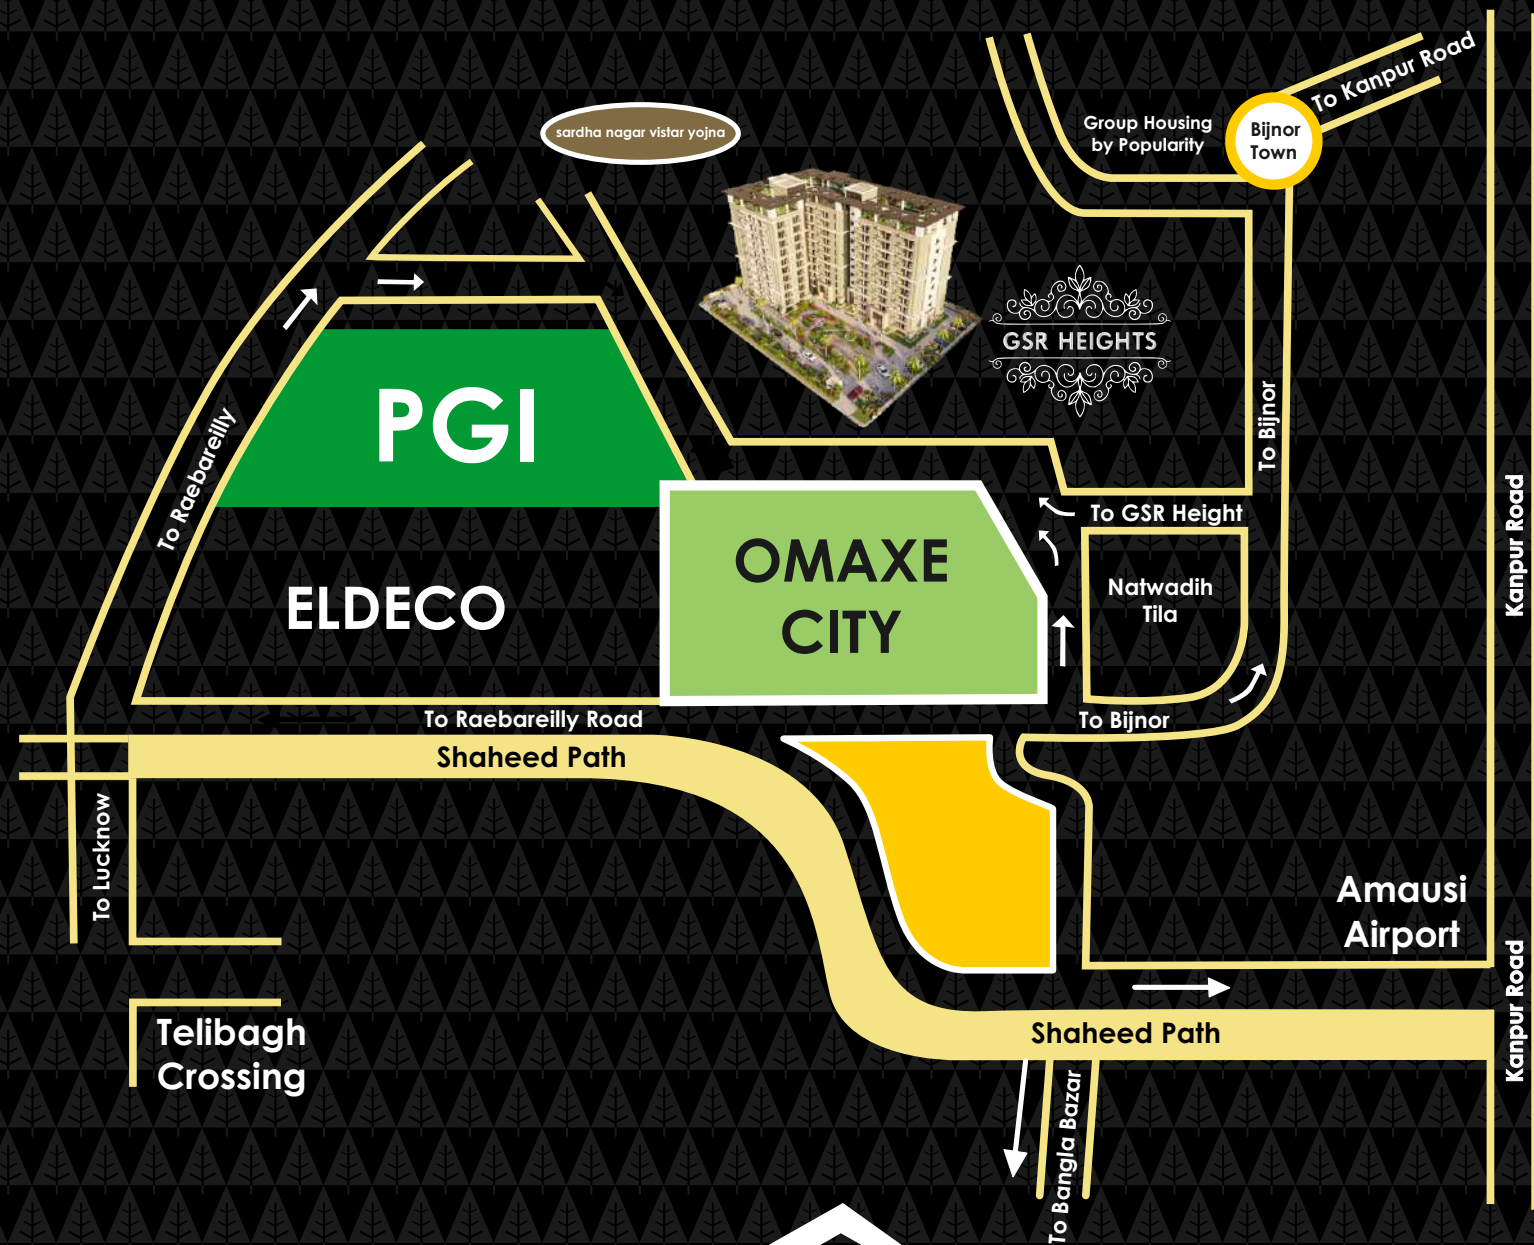 To Kanpur Road
Group Housing
by Popularity
Bijnor
Town
sardha nagar vistar yojna
GSR HEIGHTS
PGI
To Raebareilly
To Bijnor
Kanpur Road
To GSR Height
OMAXE
CITY
Natwadih
Tila
ELDECO
To Raebareilly Road
To Bijnor
Shaheed Path
To Lucknow
Amausi
Airport
Kanpur Road
Telibagh
Crossing
Shaheed Path
To Bangla Bazar